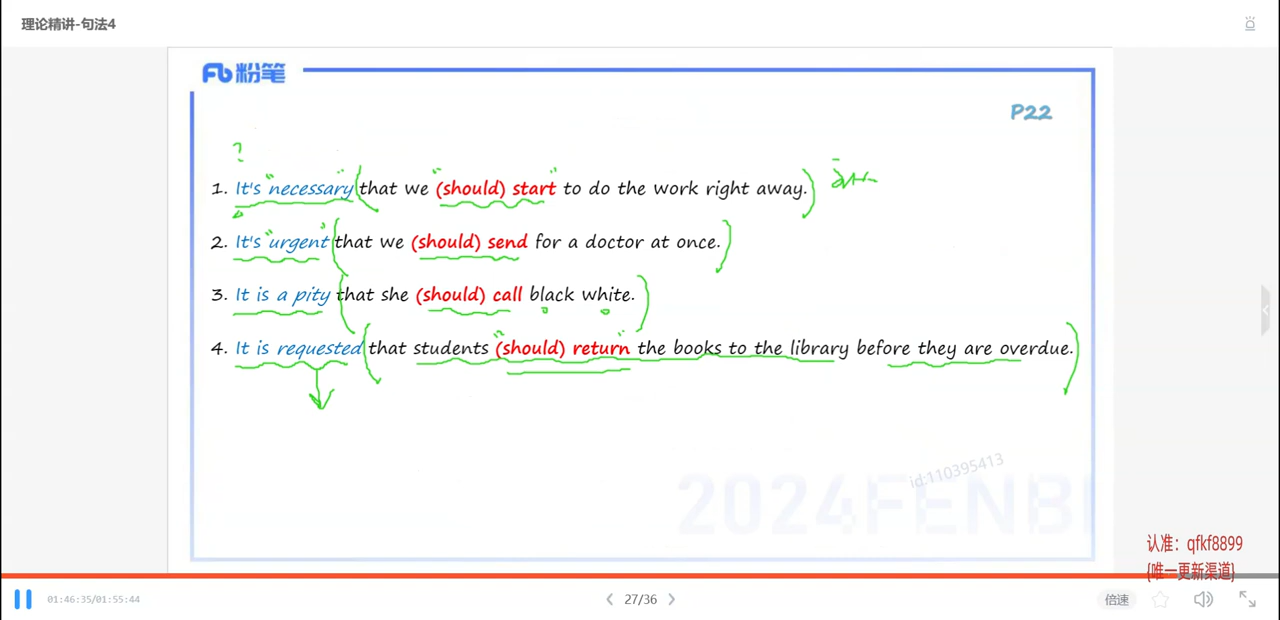 理论精讲-句法4
粉笔
P22
?
1. It's "necessary" that we "(should) start" to do the work right away.
2. It's "urgent" that we (should) send for a doctor at once.
3. It is a pity that she (should) call black white.
4. It is requested that students "(should) return" the books to the library before they are overdue.
id:110395413
2024FENBI
认准：qfkf8899
{唯一更新渠道}
01:46:35/01:55:44
27/36
倍速